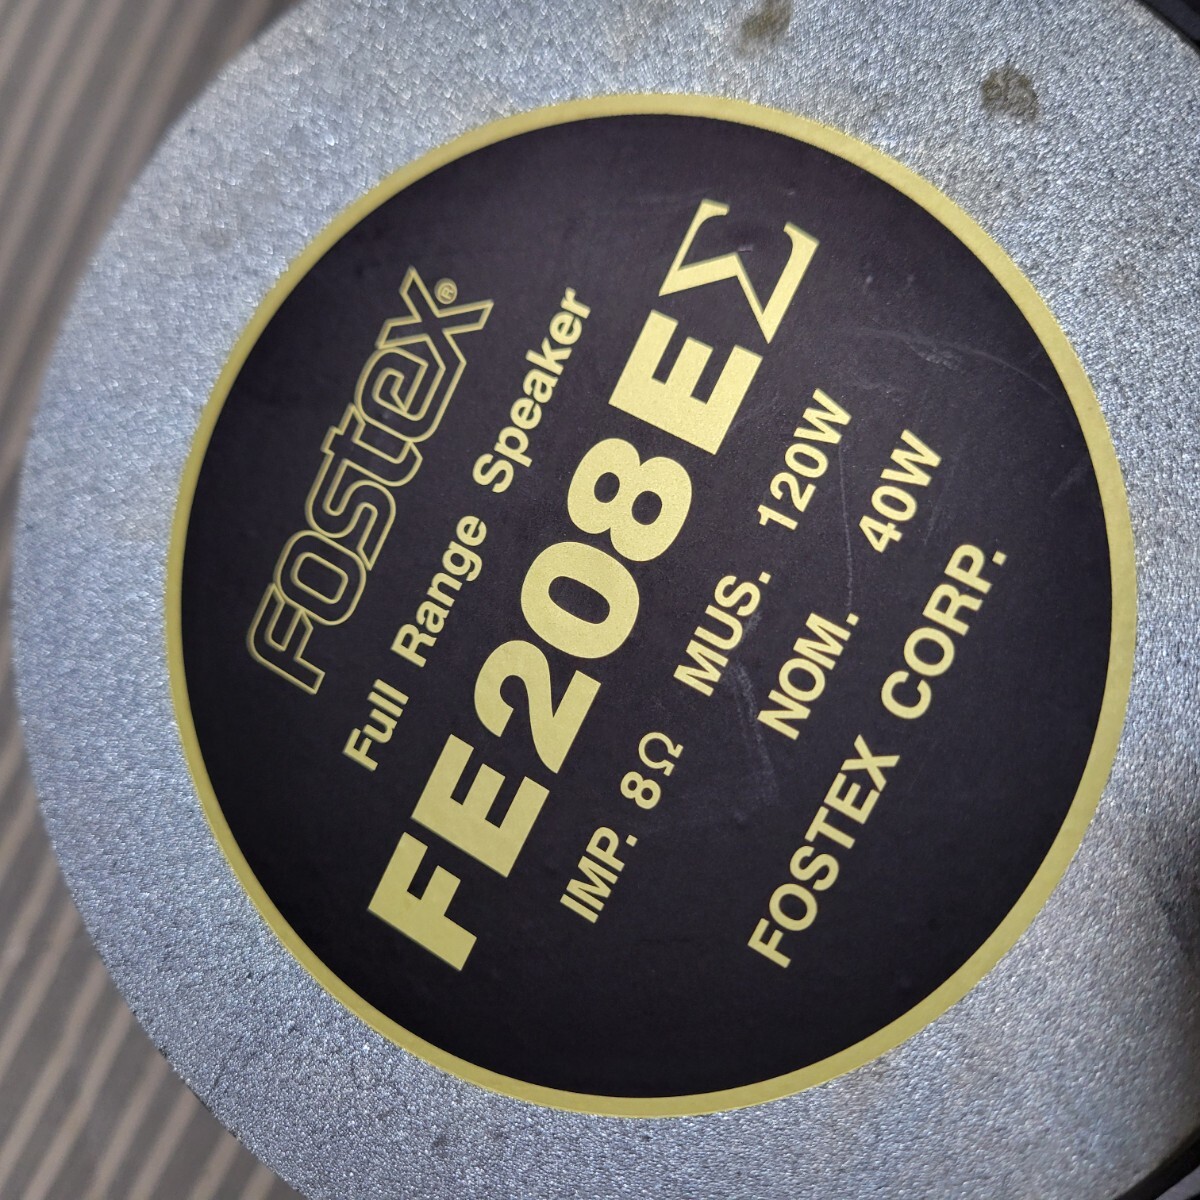 Fostex®
Full Range Speaker
FE208EΣ
IMP. 8Ω MUS. 120W
NOM. 40W
FOSTEX CORP.